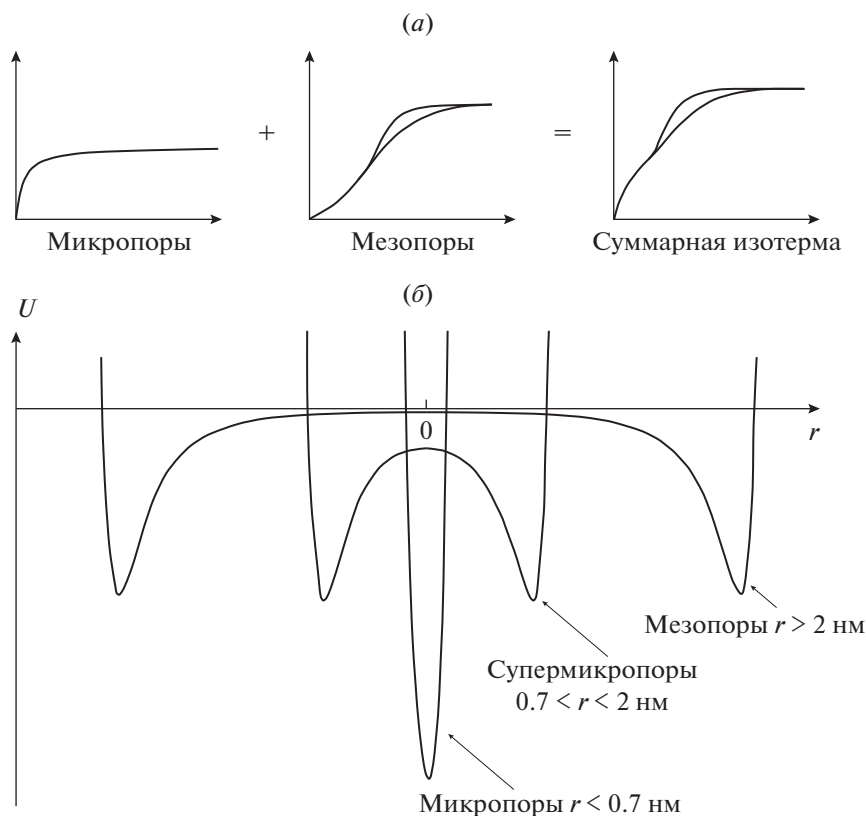 (а)
+
=
Микропоры
Мезопоры
Суммарная изотерма
(б)
U
0
r
Мезопоры r > 2 нм
Супермикропоры
0.7 < r < 2 нм
Микропоры r < 0.7 нм